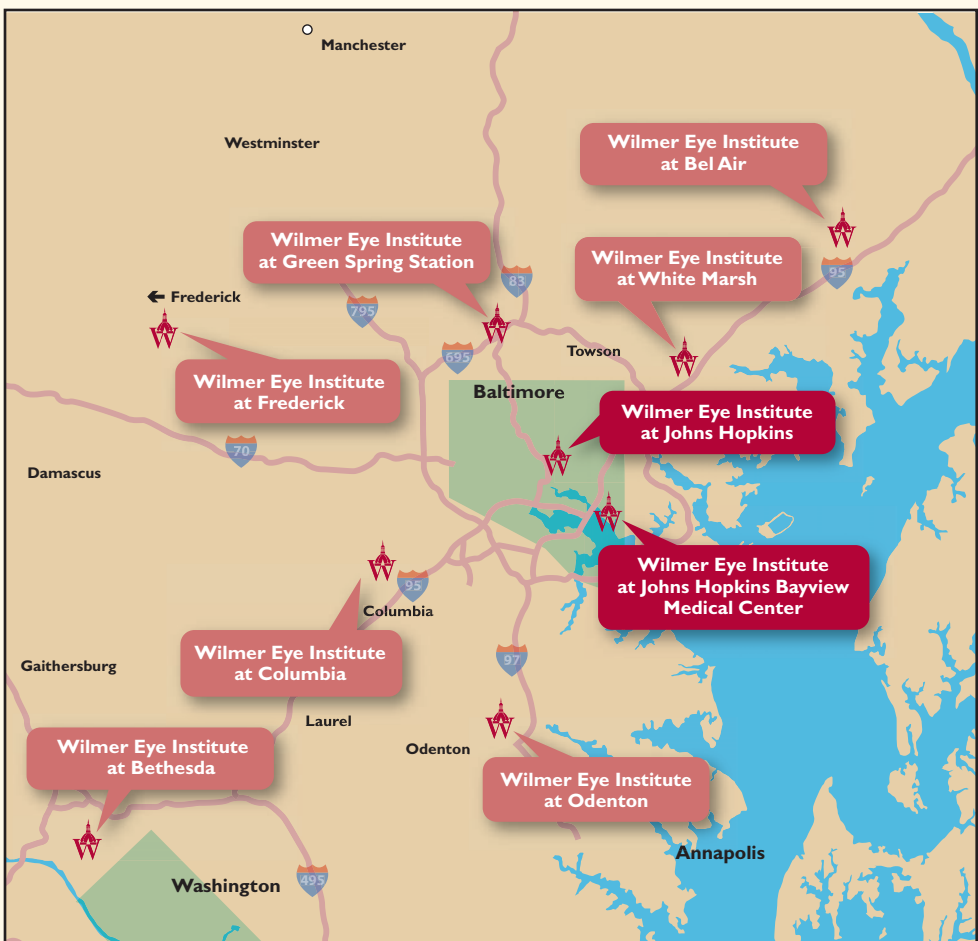 Manchester
Westminster
Wilmer Eye Institute
at Bel Air
Wilmer Eye Institute
at Green Spring Station
Wilmer Eye Institute
at White Marsh
83
95
Frederick
795
695
Towson
Wilmer Eye Institute
at Frederick
Baltimore
Wilmer Eye Institute
at Johns Hopkins
70
Damascus
Wilmer Eye Institute
at Johns Hopkins Bayview
Medical Center
95
Columbia
Wilmer Eye Institute
at Columbia
97
Gaithersburg
Laurel
Odenton
Wilmer Eye Institute
at Bethesda
Wilmer Eye Institute
at Odenton
Annapolis
Washington
495
W
W
W
W
W
W
W
W
W